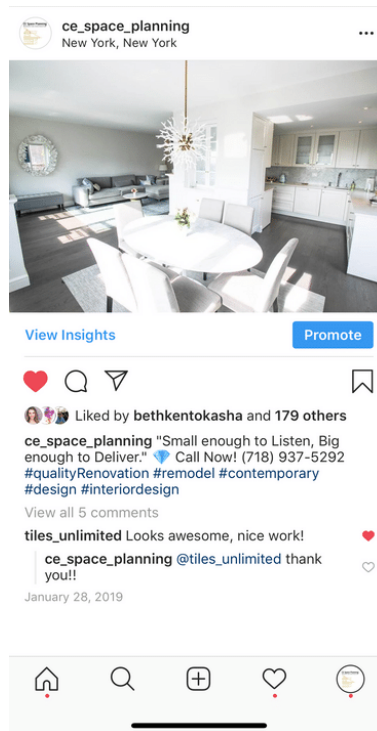 ce_space_planning
New York, New York
View Insights
Promote
Liked by bethkentokasha and 179 others
ce_space_planning "Small enough to Listen, Big
enough to Deliver." 💎 Call Now! (718) 937-5292
#qualityRenovation #remodel #contemporary
#design #interiordesign
View all 5 comments
tiles_unlimited Looks awesome, nice work!
ce_space_planning @tiles_unlimited thank
you!!
January 28, 2019